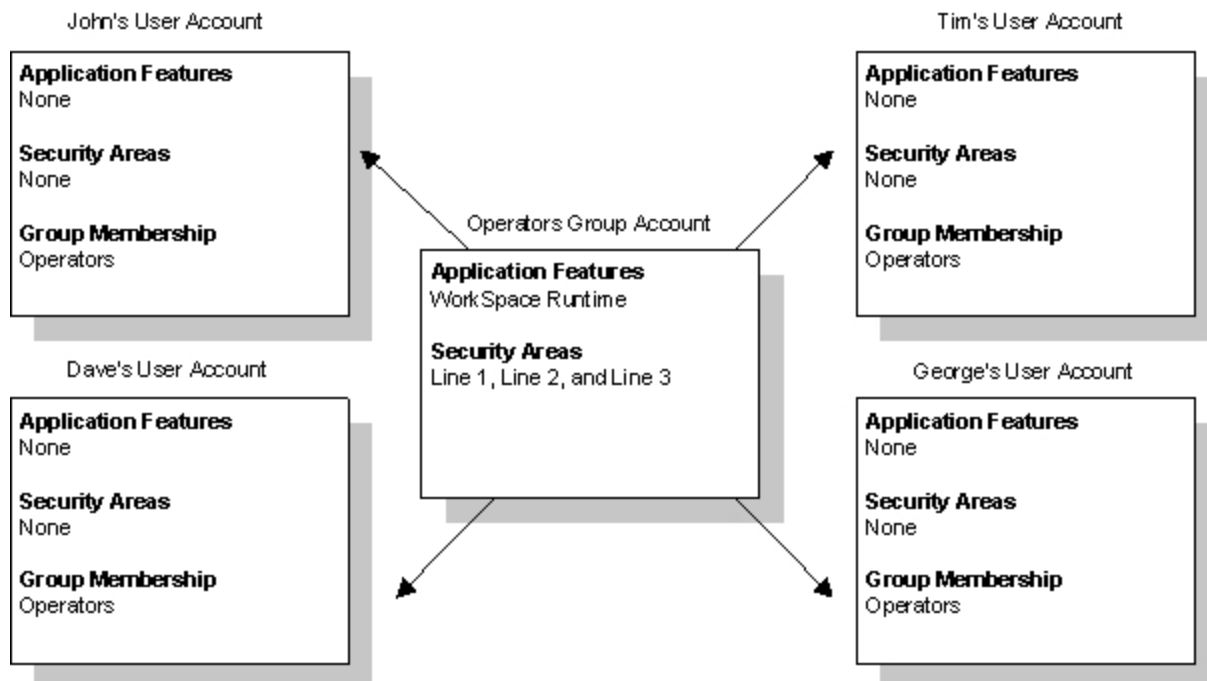 John's User Account
Application Features
None
Security Areas
None
Group Membership
Operators
Tim's User Account
Application Features
None
Security Areas
None
Group Membership
Operators
Operators Group Account
Application Features
WorkSpace Runtime
Security Areas
Line 1, Line 2, and Line 3
Dave's User Account
Application Features
None
Security Areas
None
Group Membership
Operators
George's User Account
Application Features
None
Security Areas
None
Group Membership
Operators